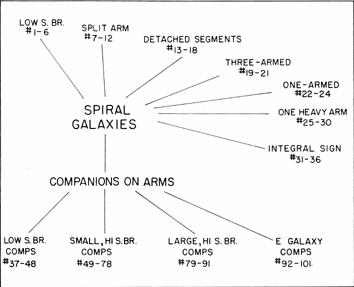 LOW S. BR.
#1-6
SPLIT ARM
#7-12
DETACHED SEGMENTS
#13-18
THREE-ARMED
#19-21
ONE-ARMED
#22-24
ONE HEAVY ARM
#25-30
INTEGRAL SIGN
#31-36
SPIRAL
GALAXIES
COMPANIONS ON ARMS
LOW S. BR.
COMPS
#37-48
SMALL, HI S. BR.
COMPS
#49-78
LARGE, HI S. BR.
COMPS
#79-91
E GALAXY
COMPS
#92-101